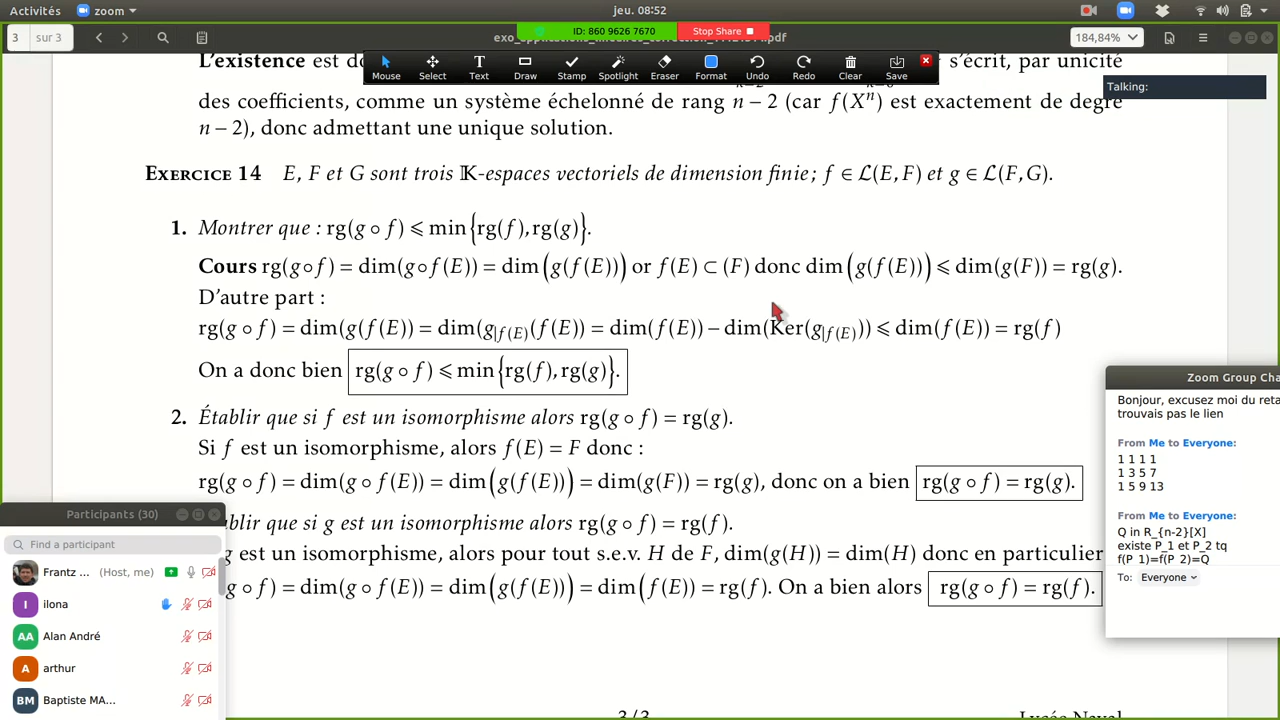 Activités
zoom
jeu. 08:52
3 sur 3
ID: 860 9626 7670
Stop Share
184,84%
Mouse Select Text Draw Stamp Spotlight Eraser Format Undo Redo Clear Save
Talking:
L'existence est s'écrit, par unicité
des coefficients, comme un système échelonné de rang n − 2 (car f(Xⁿ) est exactement de degré
n − 2), donc admettant une unique solution.
EXERCICE 14 E, F et G sont trois 𝕂-espaces vectoriels de dimension finie; f ∈ ℒ(E, F) et g ∈ ℒ(F, G).
1. Montrer que : rg(g ∘ f) ⩽ min{rg(f), rg(g)}.
Cours rg(g∘f) = dim(g∘f(E)) = dim(g(f(E))) or f(E) ⊂ (F) donc dim(g(f(E))) ⩽ dim(g(F)) = rg(g).
D'autre part :
rg(g ∘ f) = dim(g(f(E)) = dim(g|f(E)(f(E)) = dim(f(E)) − dim(Ker(g|f(E))) ⩽ dim(f(E)) = rg(f)
On a donc bien rg(g ∘ f) ⩽ min{rg(f), rg(g)}.
2. Établir que si f est un isomorphisme alors rg(g ∘ f) = rg(g).
Si f est un isomorphisme, alors f(E) = F donc :
rg(g ∘ f) = dim(g ∘ f(E)) = dim(g(f(E))) = dim(g(F)) = rg(g), donc on a bien rg(g ∘ f) = rg(g).
que si g est un isomorphisme alors rg(g ∘ f) = rg(f).
g est un isomorphisme, alors pour tout s.e.v. H de F, dim(g(H)) = dim(H) donc en particulier
∘ f) = dim(g ∘ f(E)) = dim(g(f(E))) = dim(f(E)) = rg(f). On a bien alors rg(g ∘ f) = rg(f).
3/3
Lycée Naval
Participants (30)
Find a participant
Frantz ... (Host, me)
I ilona
AA Alan André
A arthur
BM Baptiste MA...
Zoom Group Cha
Bonjour, excusez moi du reta
trouvais pas le lien
From Me to Everyone:
1 1 1 1
1 3 5 7
1 5 9 13
From Me to Everyone:
Q in R_{n-2}[X]
existe P_1 et P_2 tq
f(P_1)=f(P_2)=Q
To: Everyone